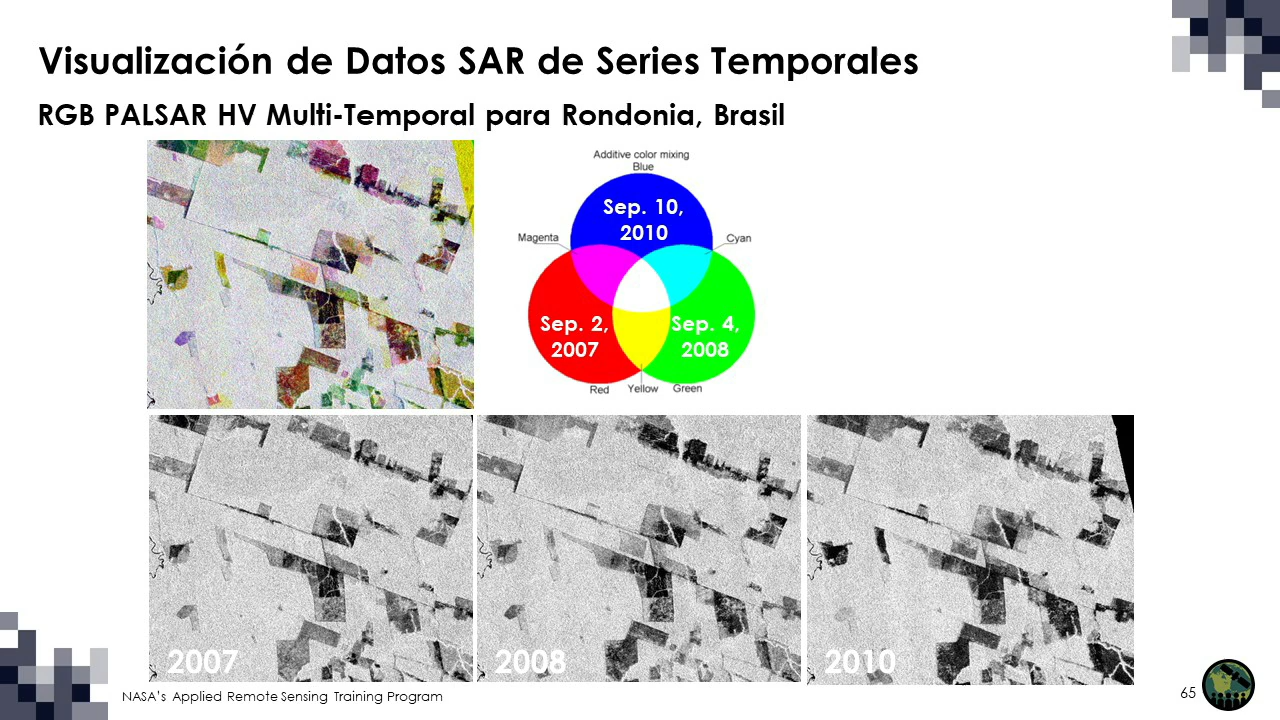 Visualización de Datos SAR de Series Temporales
RGB PALSAR HV Multi-Temporal para Rondonia, Brasil
Additive color mixing
Blue
Sep. 10,
2010
Magenta
Cyan
Sep. 2,
2007
Sep. 4,
2008
Red
Yellow
Green
2007
2008
2010
NASA's Applied Remote Sensing Training Program
65